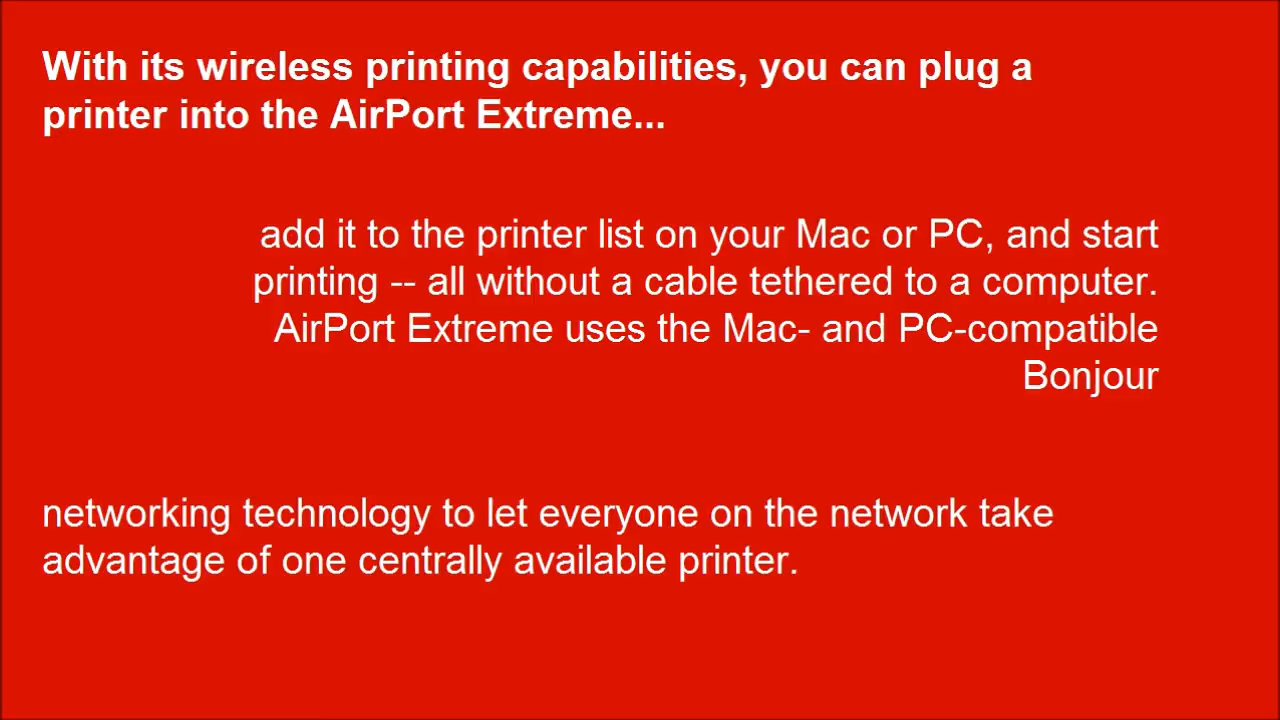 With its wireless printing capabilities, you can plug a
printer into the AirPort Extreme...
add it to the printer list on your Mac or PC, and start
printing -- all without a cable tethered to a computer.
AirPort Extreme uses the Mac- and PC-compatible
Bonjour
networking technology to let everyone on the network take
advantage of one centrally available printer.